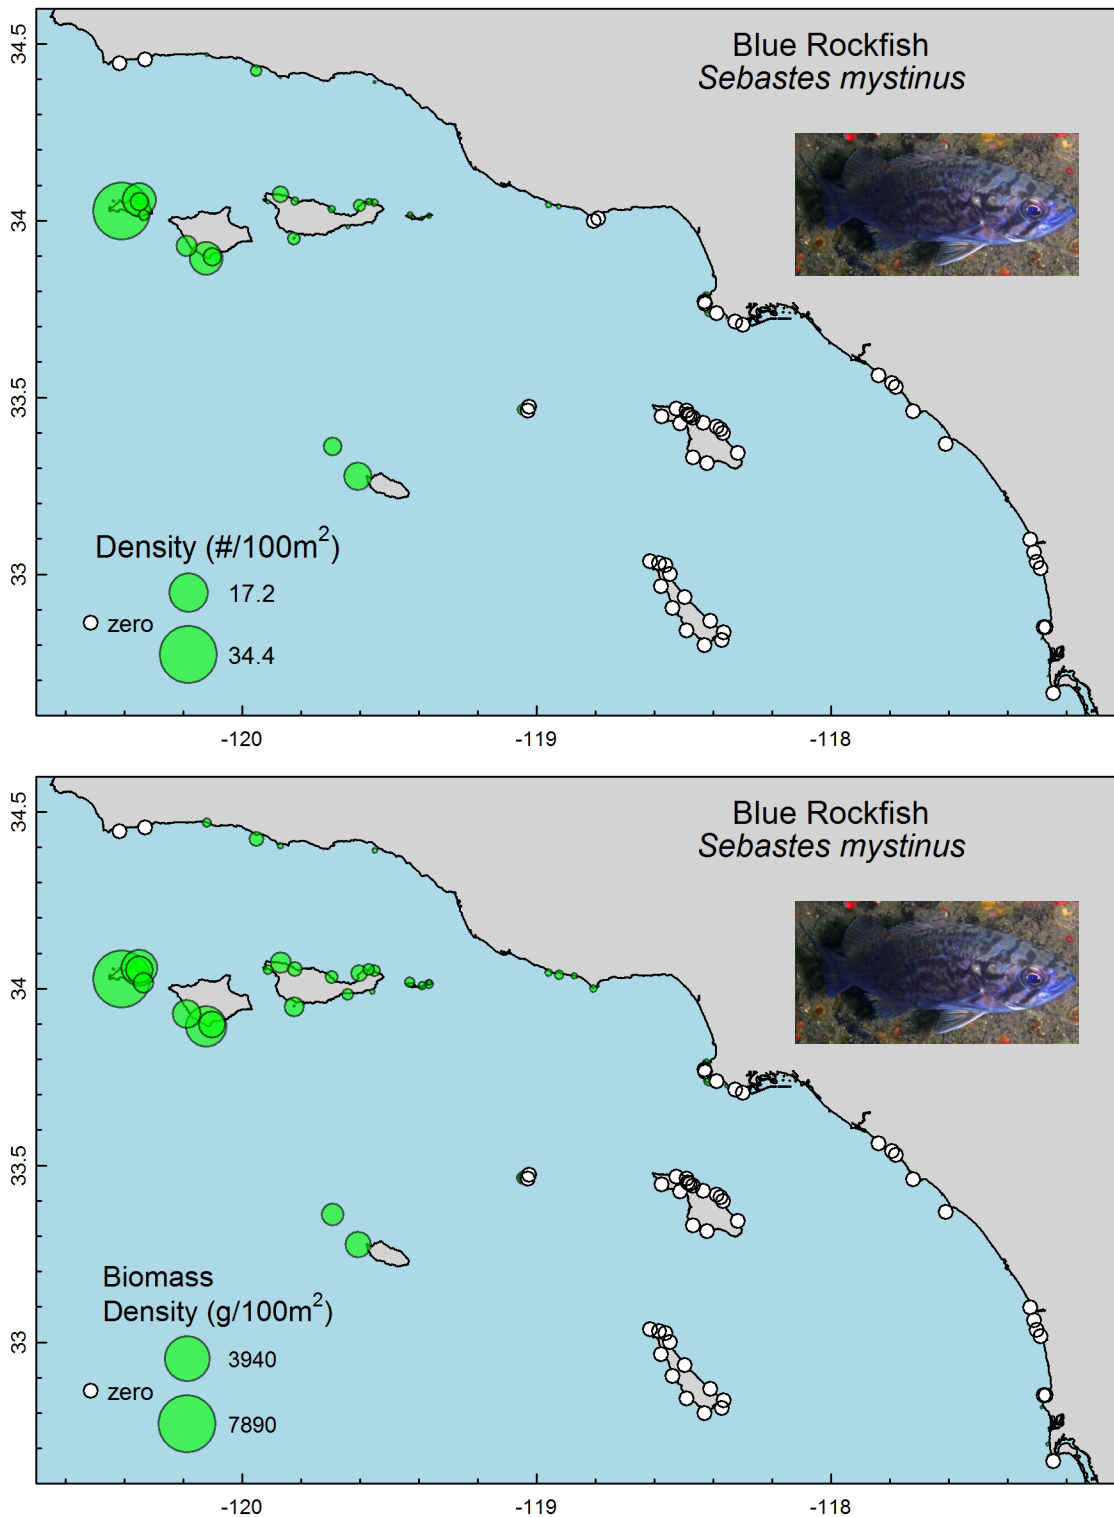 Blue Rockfish
Sebastes mystinus
34.5
34
33.5
33
Density (#/100m²)
17.2
zero
34.4
-120
-119
-118
Blue Rockfish
Sebastes mystinus
34.5
34
33.5
33
Biomass
Density (g/100m²)
3940
zero
7890
-120
-119
-118